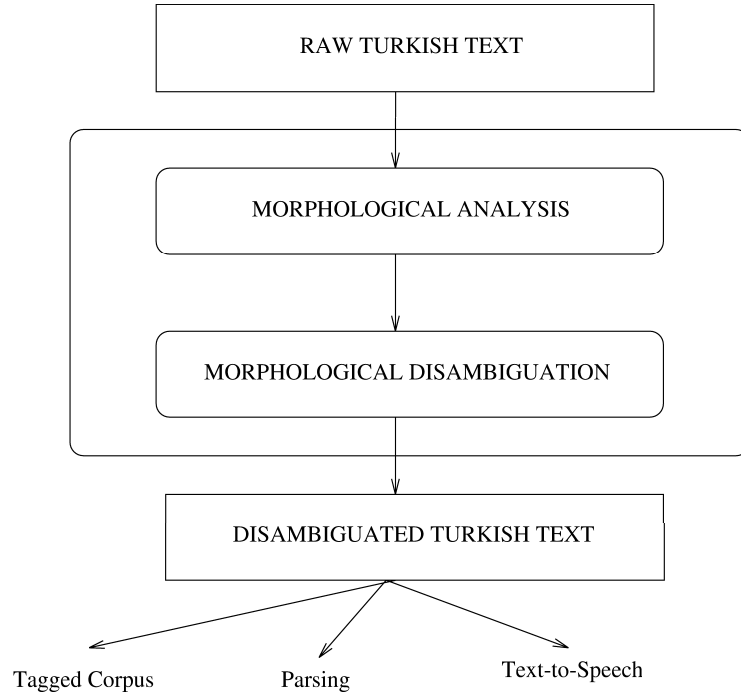 RAW TURKISH TEXT
MORPHOLOGICAL ANALYSIS
MORPHOLOGICAL DISAMBIGUATION
DISAMBIGUATED TURKISH TEXT
Tagged Corpus
Parsing
Text-to-Speech